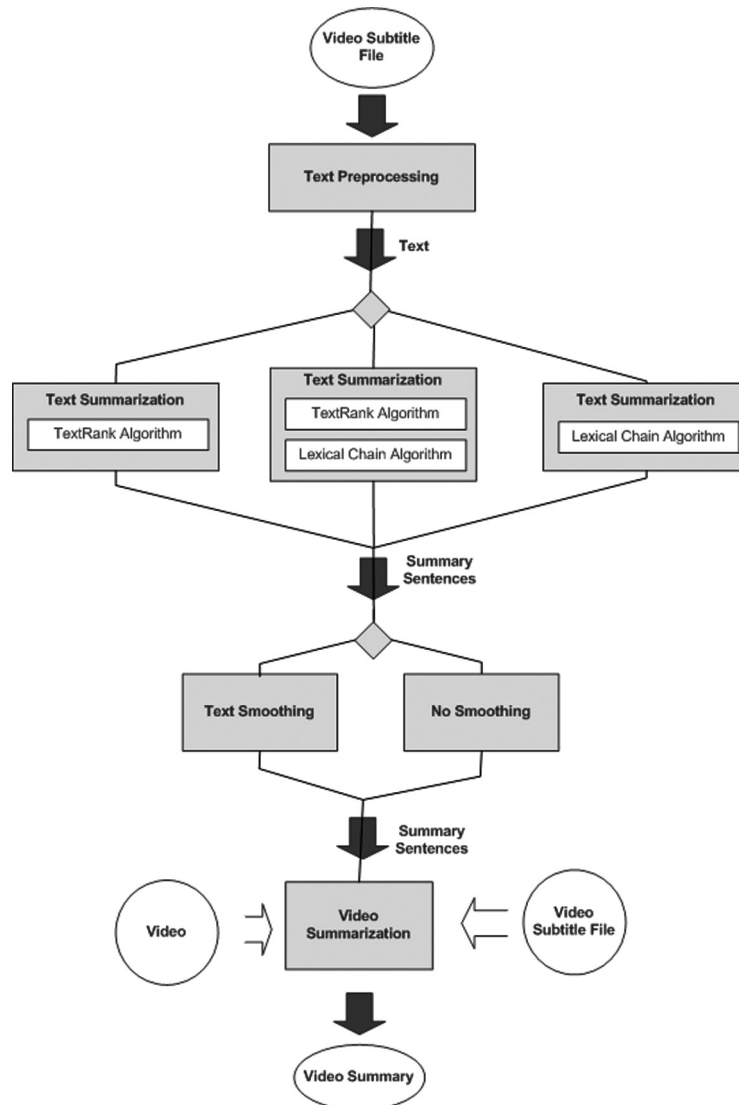 Video Subtitle
File
Text Preprocessing
Text
Text Summarization
TextRank Algorithm
Text Summarization
TextRank Algorithm
Lexical Chain Algorithm
Text Summarization
Lexical Chain Algorithm
Summary
Sentences
Text Smoothing
No Smoothing
Summary
Sentences
Video
Video
Summarization
Video
Subtitle File
Video Summary